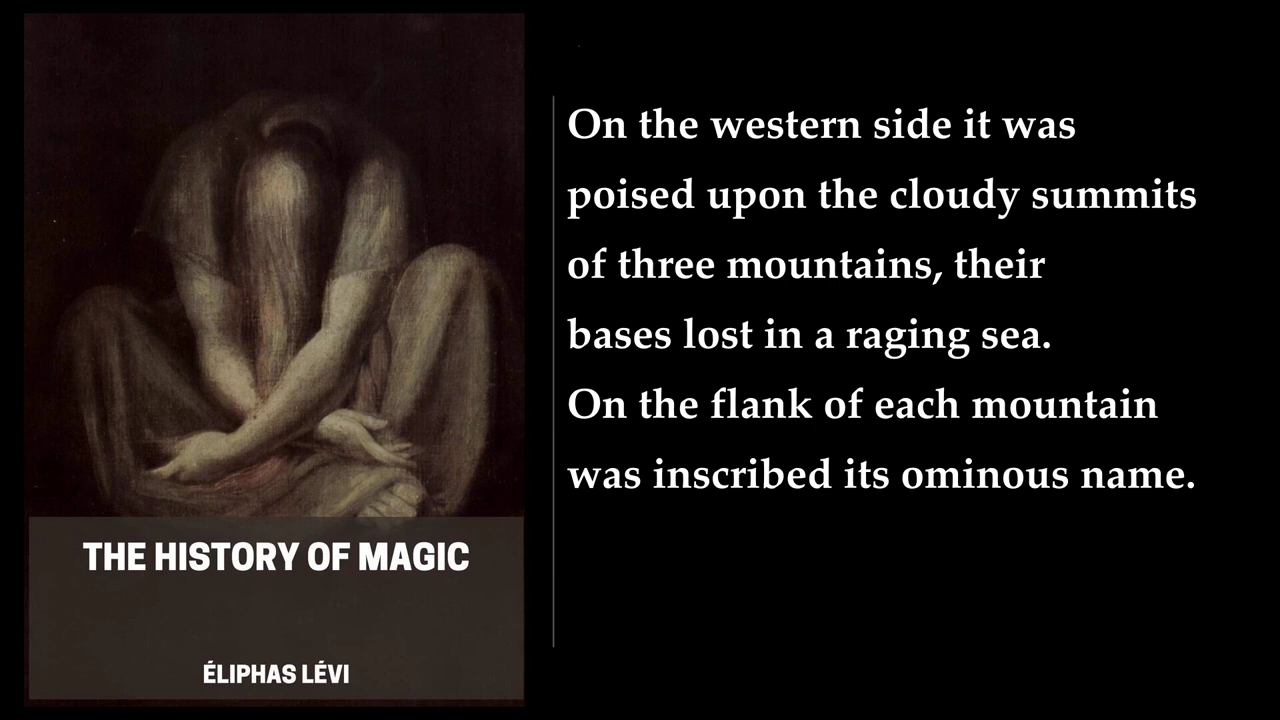 THE HISTORY OF MAGIC
ÉLIPHAS LÉVI
On the western side it was
poised upon the cloudy summits
of three mountains, their
bases lost in a raging sea.
On the flank of each mountain
was inscribed its ominous name.